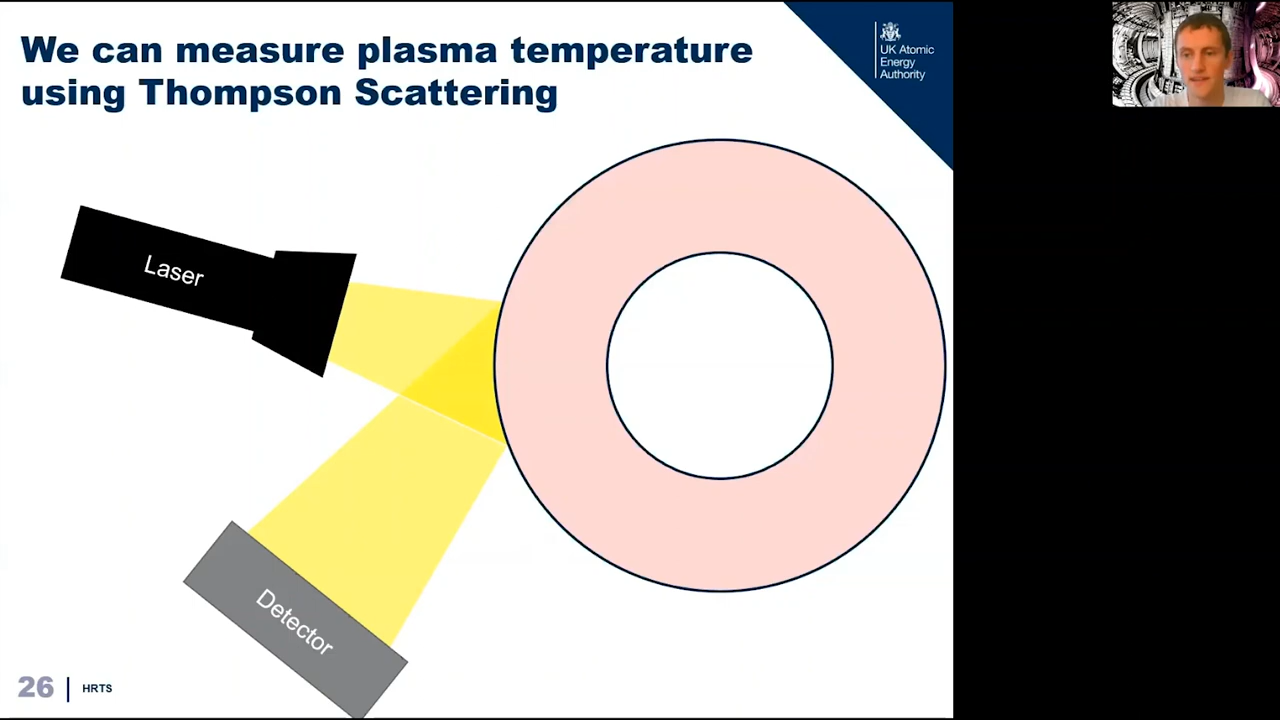 We can measure plasma temperature
using Thompson Scattering
UK Atomic
Energy
Authority
Laser
Detector
26
HRTS